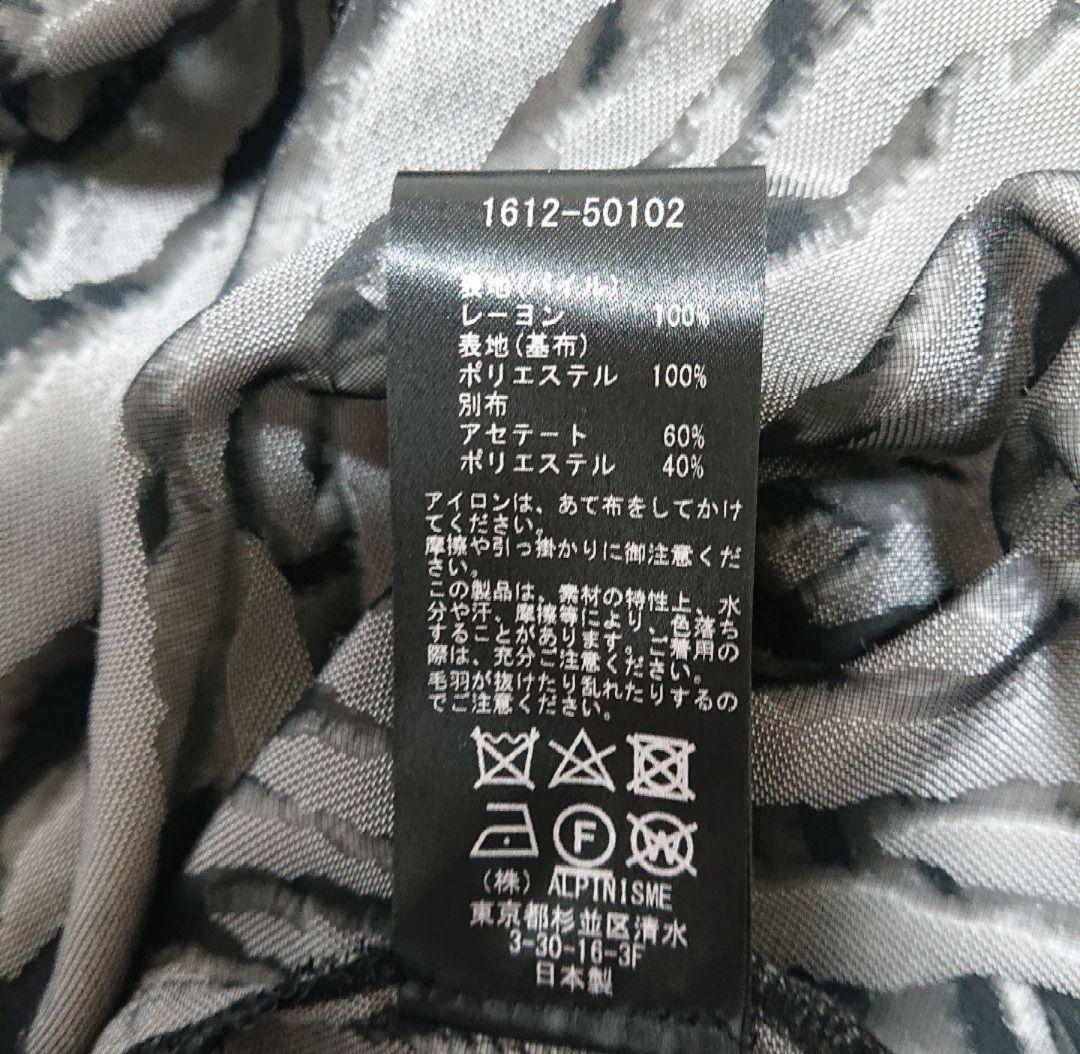 1612-50102
表地(パイル)
レーヨン 100%
表地(基布)
ポリエステル 100%
別布
アセテート 60%
ポリエステル 40%
アイロンは、あて布をしてかけ
てください。
摩擦や引っ掛かりに御注意くだ
さい。
この製品は、素材の特性上、水
分や汗、摩擦等により、色落ち
することがあります。ご着用の
際は、充分ご注意ください。
毛羽が抜けたり乱れたりするの
でご注意ください。
F W
(株) ALPINISME
東京都杉並区清水
3-30-16-3F
日本製